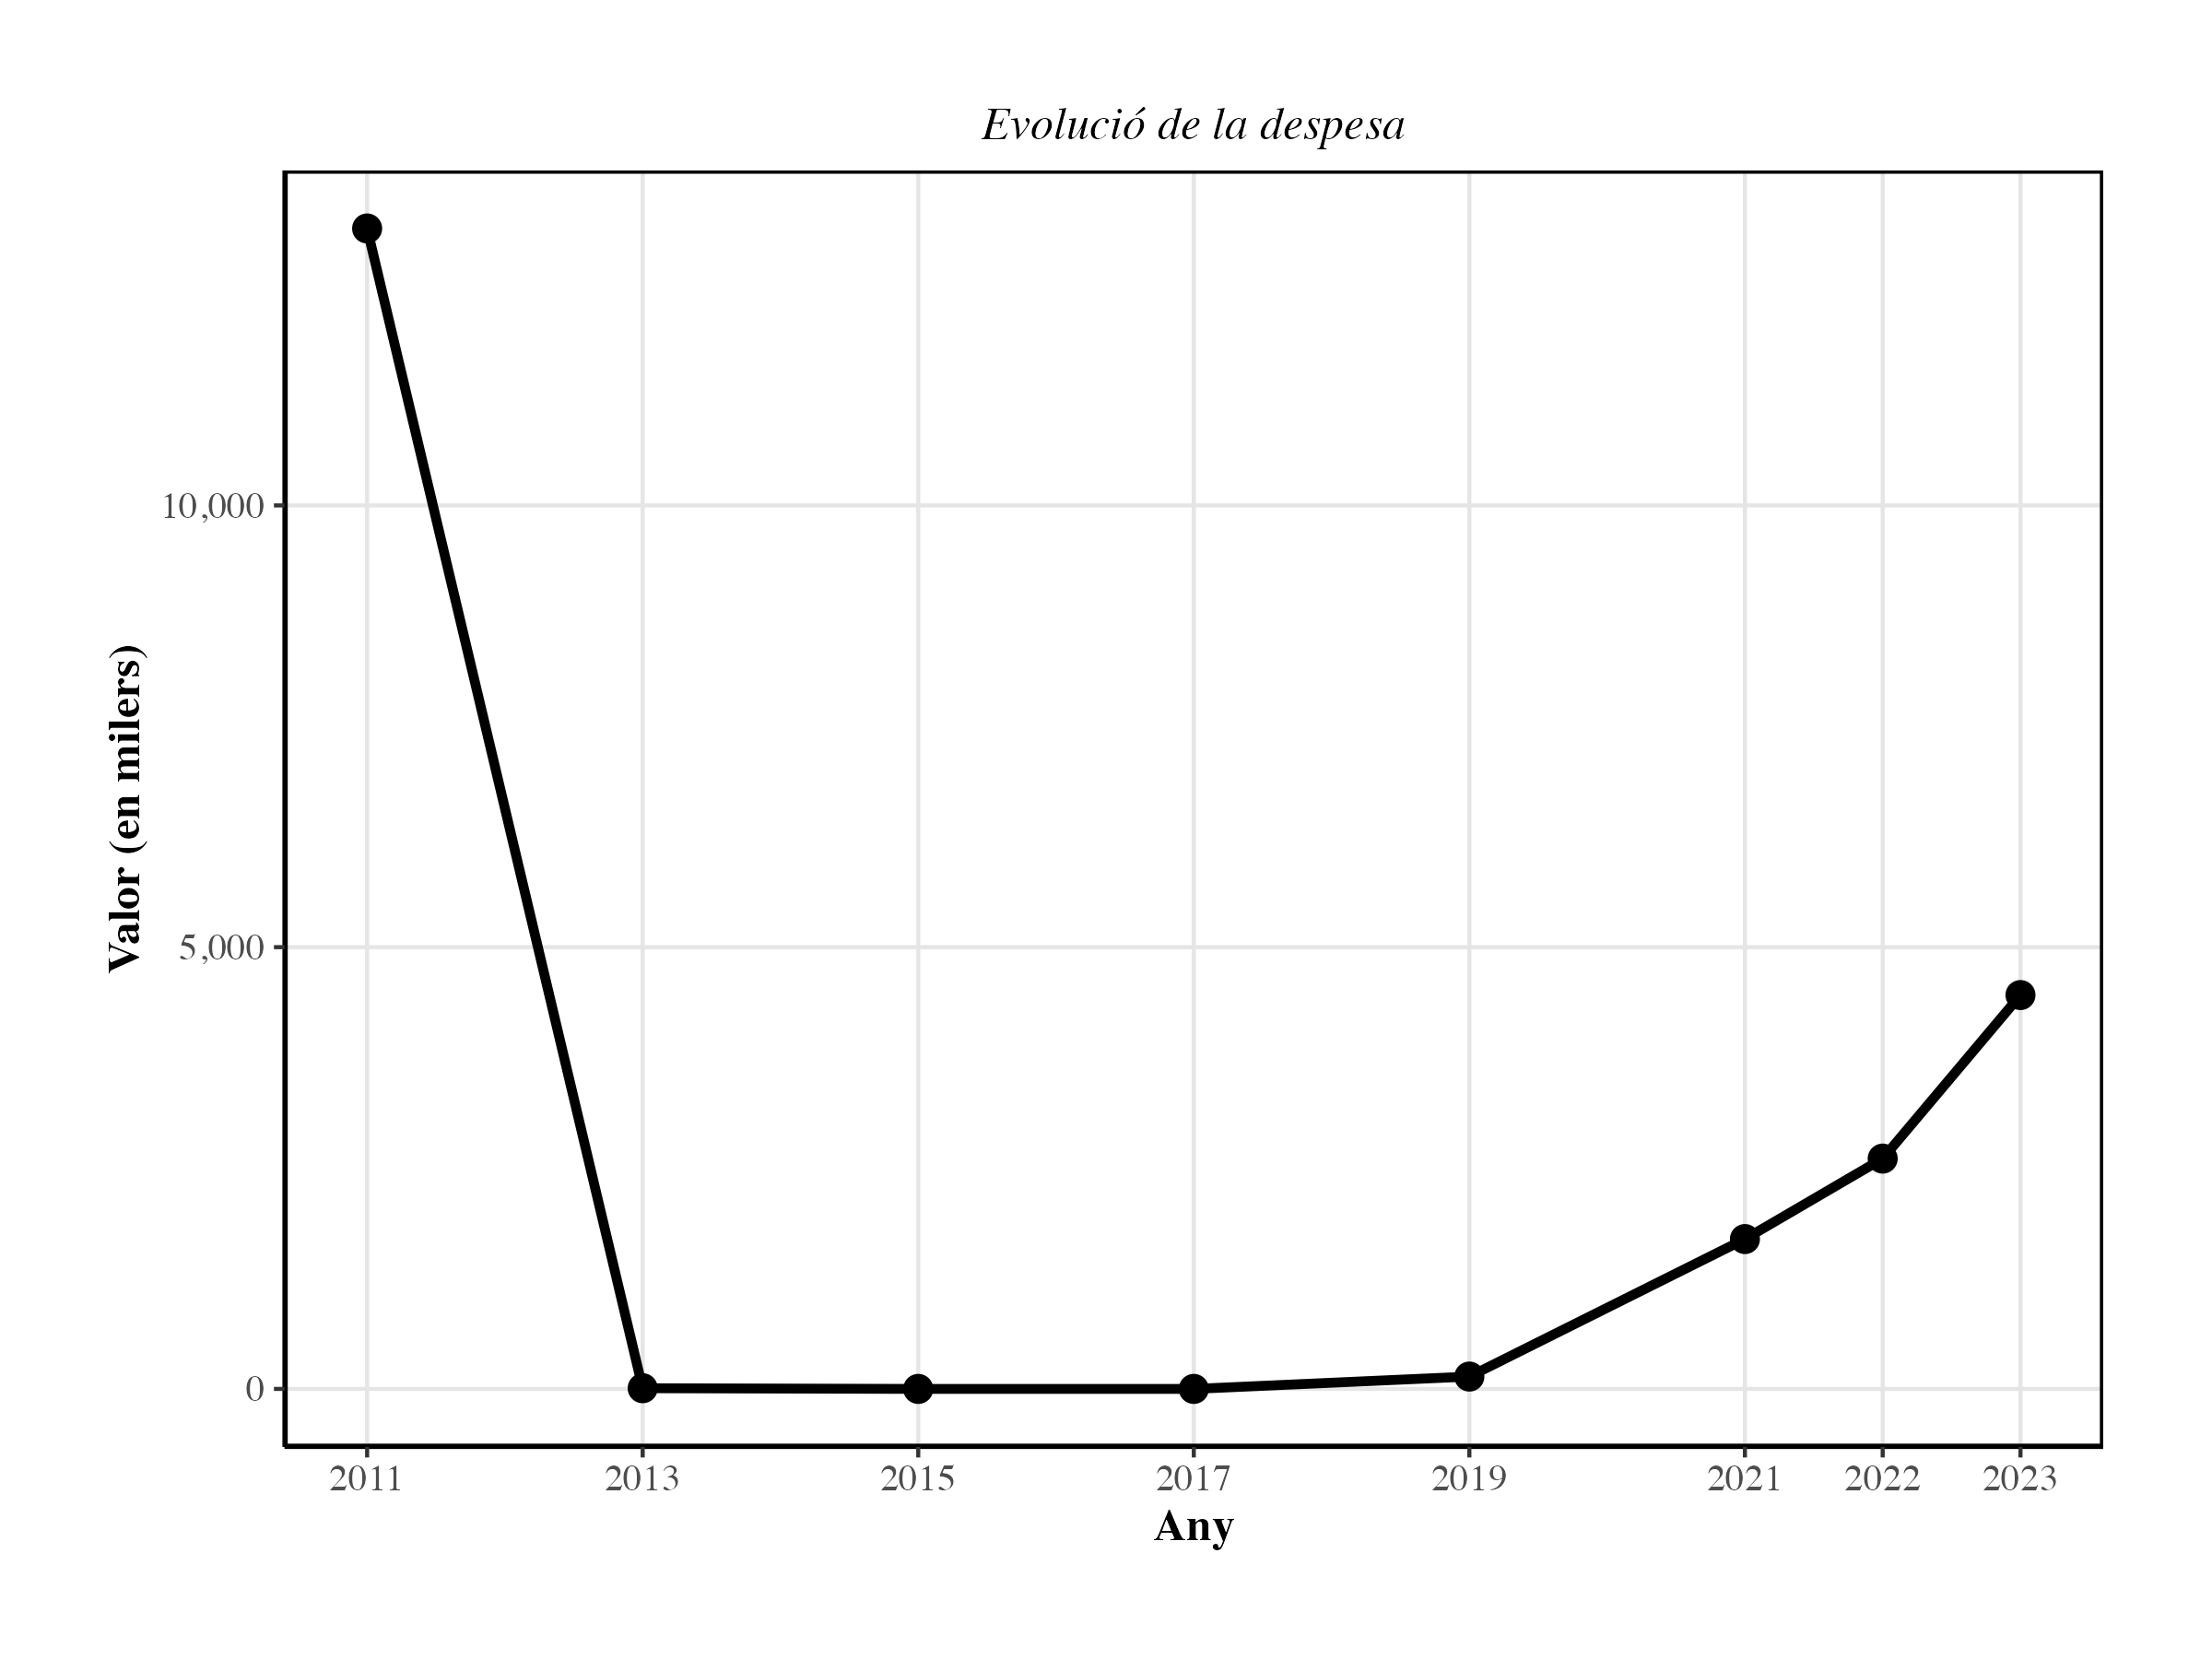 Evolució de la despesa
Valor (en milers)
10,000
5,000
0
2011 2013 2015 2017 2019 2021 2022 2023
Any